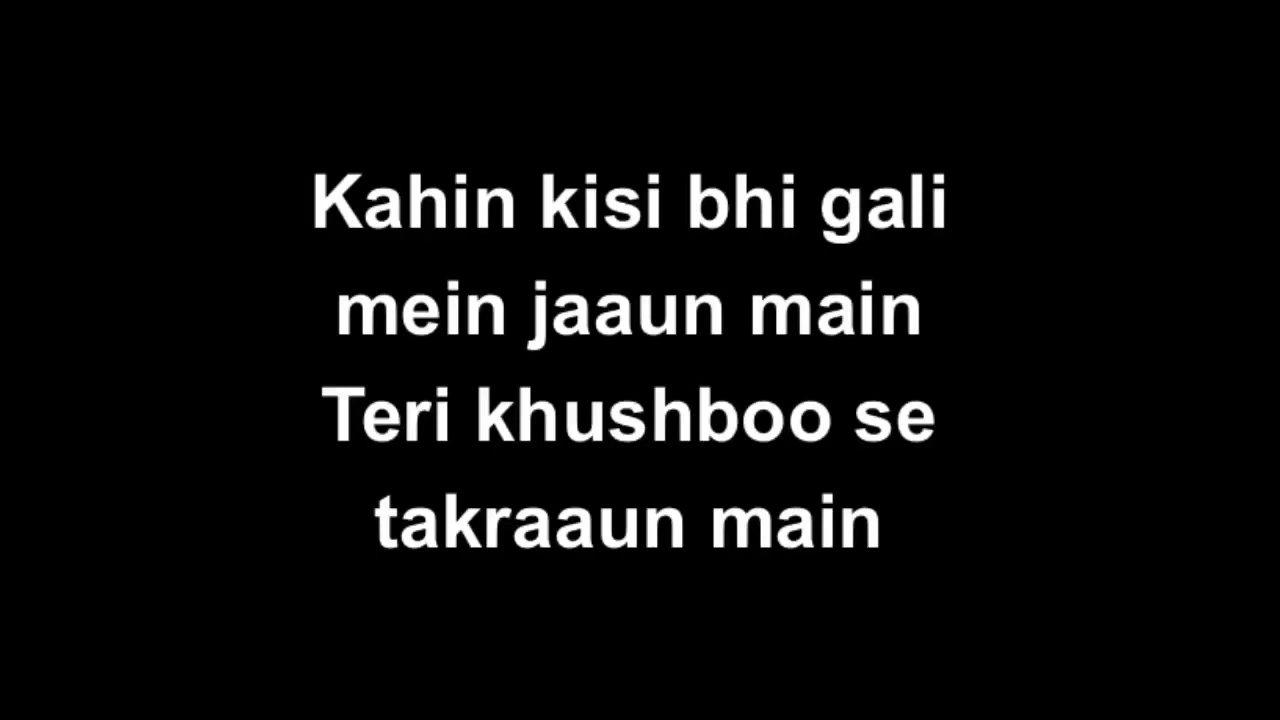 Kahin kisi bhi gali
mein jaaun main
Teri khushboo se
takraaun main